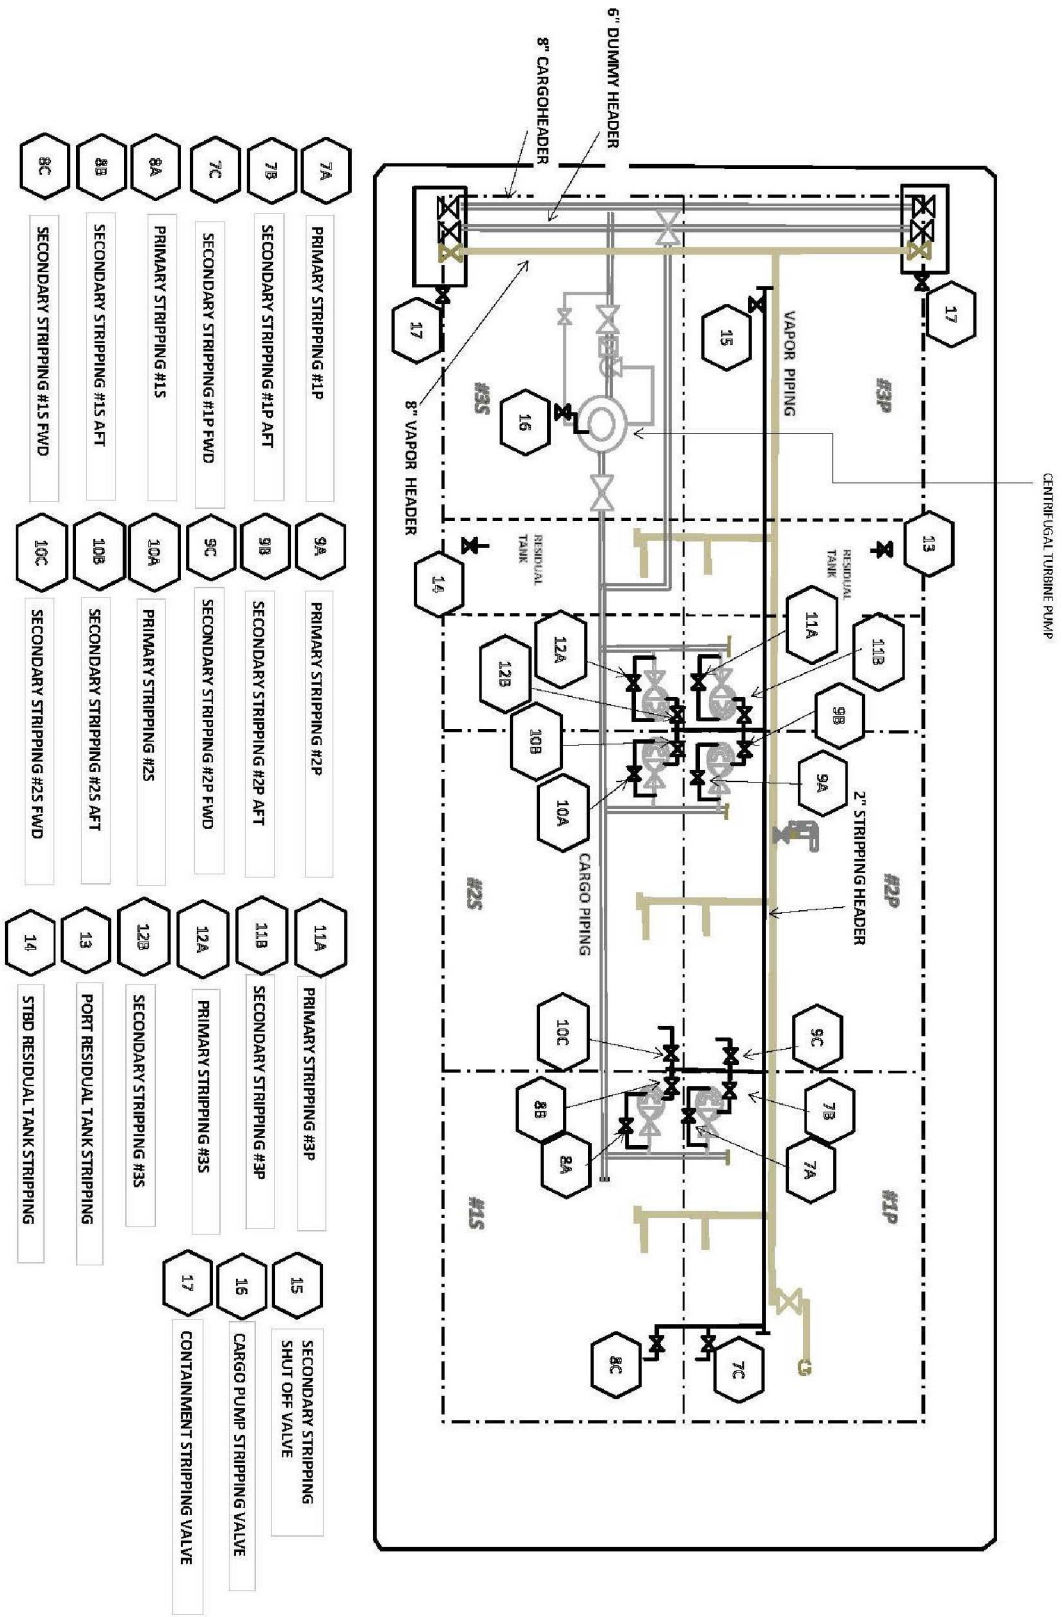 CENTRIFUGAL TURBINE PUMP
6" DUMMY HEADER
8" CARGOHEADER
17
13
#3P
#2P
#1P
RESIDUAL
TANK
11A
11B
9B
9A
2" STRIPPING HEADER
9C
7B
7A
VAPOR PIPING
15
7C
16
CARGO PIPING
12A
12B
10B
10A
10C
8B
8A
8C
RESIDUAL
TANK
#3S
#2S
#1S
17
14
8" VAPOR HEADER
7A
PRIMARY STRIPPING #1P
7B
SECONDARY STRIPPING #1P AFT
7C
SECONDARY STRIPPING #1P FWD
8A
PRIMARY STRIPPING #1S
8B
SECONDARY STRIPPING #1S AFT
8C
SECONDARY STRIPPING #1S FWD
9A
PRIMARY STRIPPING #2P
9B
SECONDARY STRIPPING #2P AFT
9C
SECONDARY STRIPPING #2P FWD
10A
PRIMARY STRIPPING #2S
10B
SECONDARY STRIPPING #2S AFT
10C
SECONDARY STRIPPING #2S FWD
11A
PRIMARY STRIPPING #3P
11B
SECONDARY STRIPPING #3P
12A
PRIMARY STRIPPING #3S
12B
SECONDARY STRIPPING #3S
13
PORT RESIDUAL TANK STRIPPING
14
STBD RESIDUAL TANK STRIPPING
15
SECONDARY STRIPPING
SHUT OFF VALVE
16
CARGO PUMP STRIPPING VALVE
17
CONTAINMENT STRIPPING VALVE